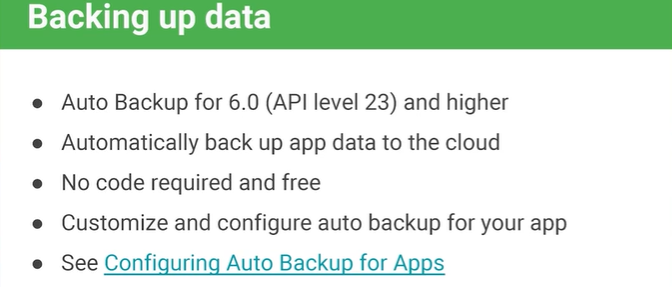 Backing up data
● Auto Backup for 6.0 (API level 23) and higher
● Automatically back up app data to the cloud
● No code required and free
● Customize and configure auto backup for your app
● See Configuring Auto Backup for Apps